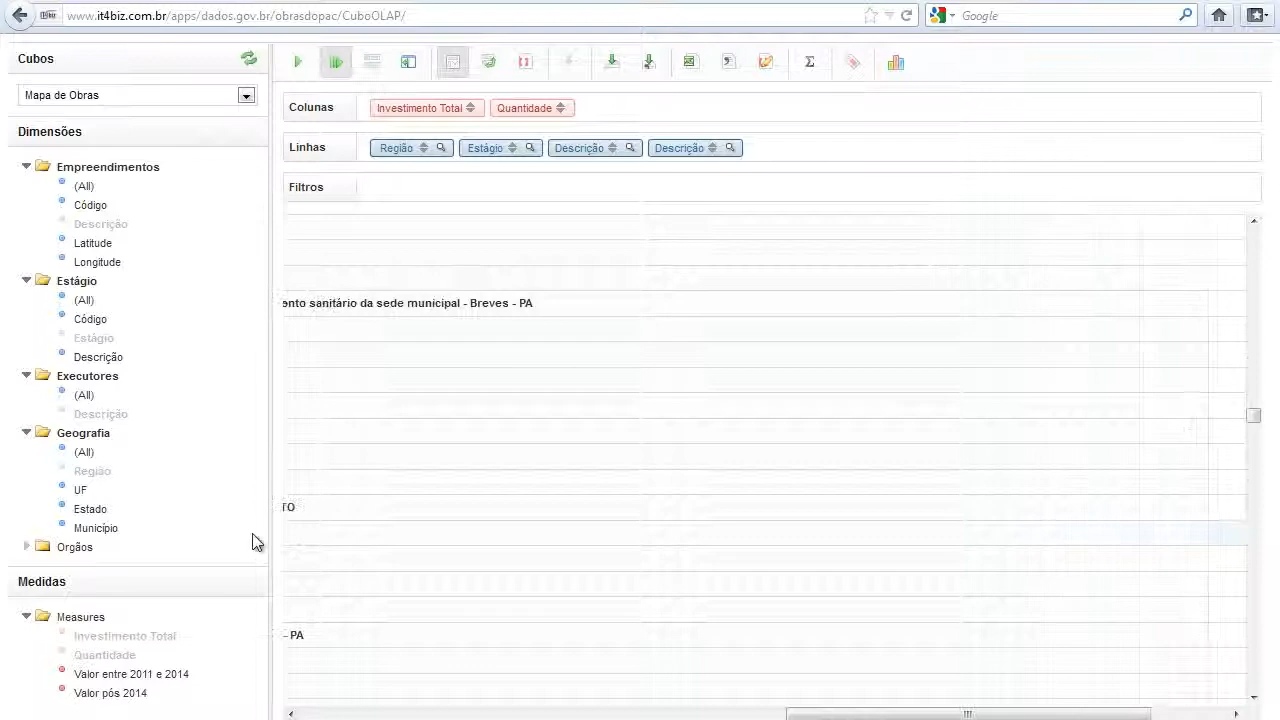 www.it4biz.com.br/apps/dados.gov.br/obrasdopac/CuboOLAP/
Google
Cubos
Mapa de Obras
Dimensões
Empreendimentos
(All)
Código
Descrição
Latitude
Longitude
Estágio
(All)
Código
Estágio
Descrição
Executores
(All)
Descrição
Geografia
(All)
Região
UF
Estado
Município
Orgãos
Medidas
Measures
Investimento Total
Quantidade
Valor entre 2011 e 2014
Valor pós 2014
Colunas Investimento Total Quantidade
Linhas Região Estágio Descrição Descrição
Filtros
ento sanitário da sede municipal - Breves - PA
TO
- PA